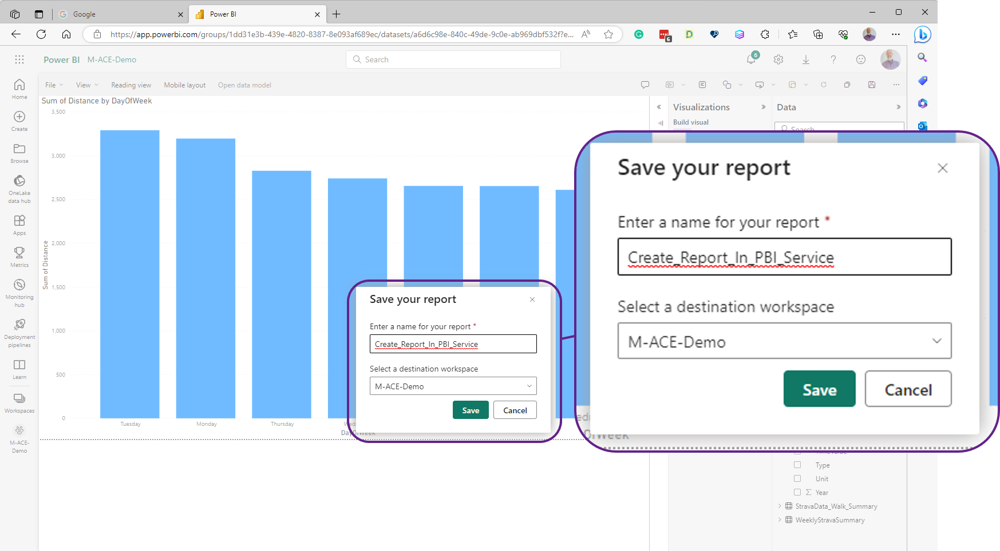 Google
Power BI
https://app.powerbi.com/groups/1dd31e3b-439e-4820-8387-8e093af689ec/datasets/a6d6c98e-840c-49de-9c0e-ab969dbf532f?e...
6
Power BI M-ACE-Demo
Search
6
File View Reading view Mobile layout Open data model
Home
Create
Browse
OneLake
data hub
Apps
Metrics
Monitoring
hub
Deployment
pipelines
Learn
Workspaces
M-ACE-
Demo
Sum of Distance by DayOfWeek
3,500
3,000
2,500
2,000
1,500
1,000
500
0
Sum of Distance
Tuesday
Monday
Thursday
Wedn
DayOfWeek
Save your report
Enter a name for your report *
Create_Report_In_PBI_Service
Select a destination workspace
M-ACE-Demo
Save
Cancel
Visualizations
Build visual
Data
Search
Save your report
Enter a name for your report *
Create_Report_In_PBI_Service
Select a destination workspace
M-ACE-Demo
Save
Cancel
edn
OfWeek
TimeValue
Type
Unit
Year
StravaData_Walk_Summary
WeeklyStravaSummary